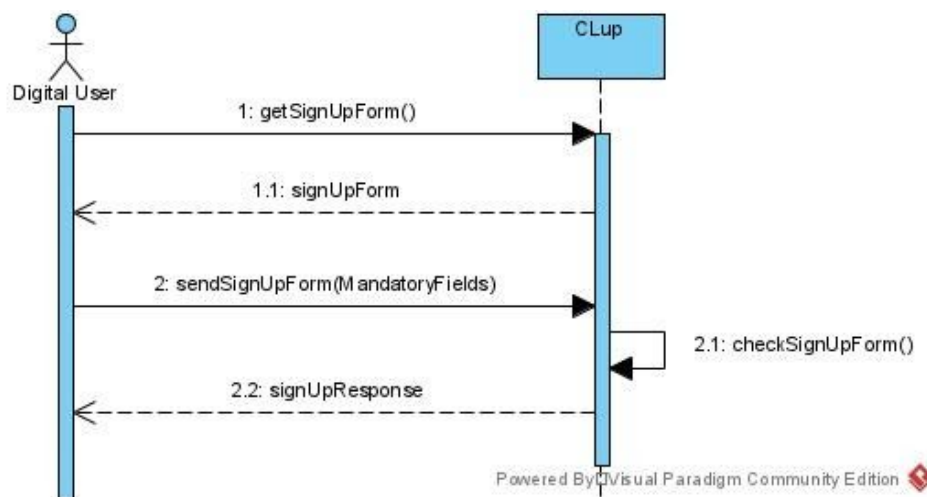 CLup
Digital User
1: getSignUpForm()
1.1: signUpForm
2: sendSignUpForm(MandatoryFields)
2.1: checkSignUpForm()
2.2: signUpResponse
Powered By Visual Paradigm Community Edition